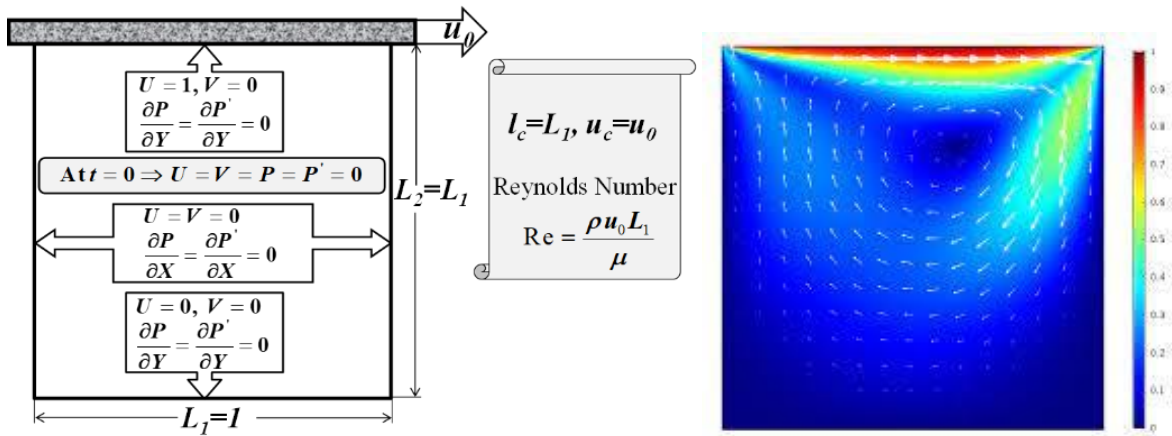 u₀
U = 1, V = 0
∂P/∂Y = ∂P'/∂Y = 0
At t = 0 ⇒ U = V = P = P' = 0
L₂=L₁
U = V = 0
∂P/∂X = ∂P'/∂X = 0
U = 0, V = 0
∂P/∂Y = ∂P'/∂Y = 0
L₁=1
l_c=L₁, u_c=u₀
Reynolds Number
Re = ρu₀L₁/μ
1
0.9
0.8
0.7
0.6
0.5
0.4
0.3
0.2
0.1
0